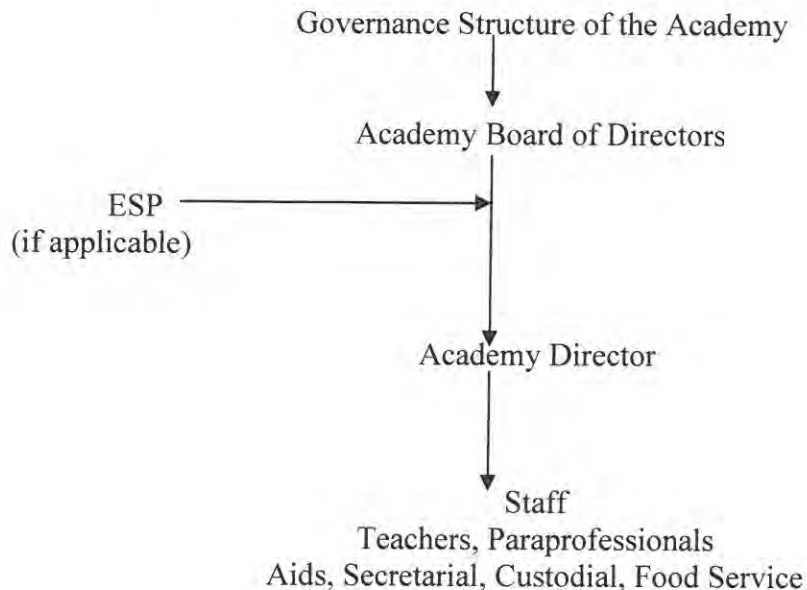 Governance Structure of the Academy
Academy Board of Directors
ESP
(if applicable)
Academy Director
Staff
Teachers, Paraprofessionals
Aids, Secretarial, Custodial, Food Service